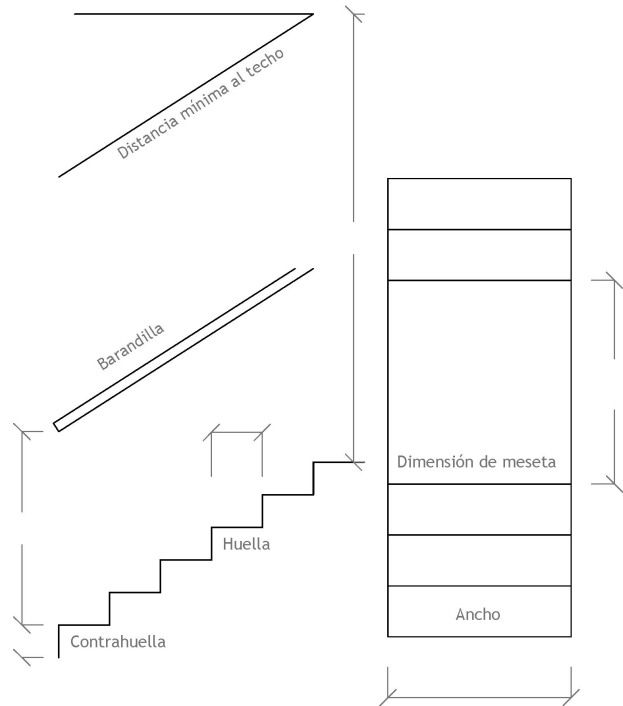 Distancia mínima al techo
Barandilla
Dimensión de meseta
Huella
Ancho
Contrahuella